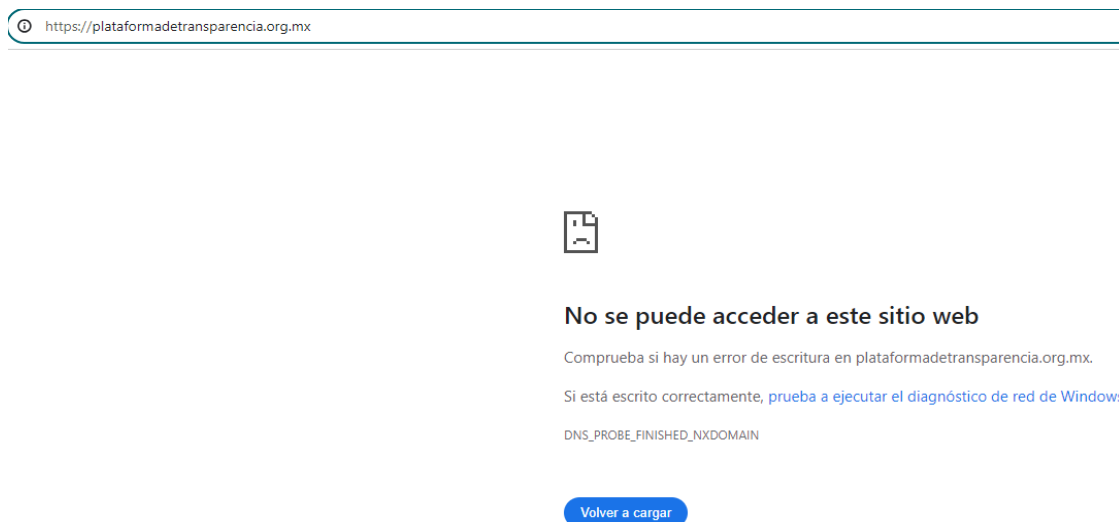 https://plataformadetransparencia.org.mx
No se puede acceder a este sitio web
Comprueba si hay un error de escritura en plataformadetransparencia.org.mx.
Si está escrito correctamente, prueba a ejecutar el diagnóstico de red de Windows
DNS_PROBE_FINISHED_NXDOMAIN
Volver a cargar